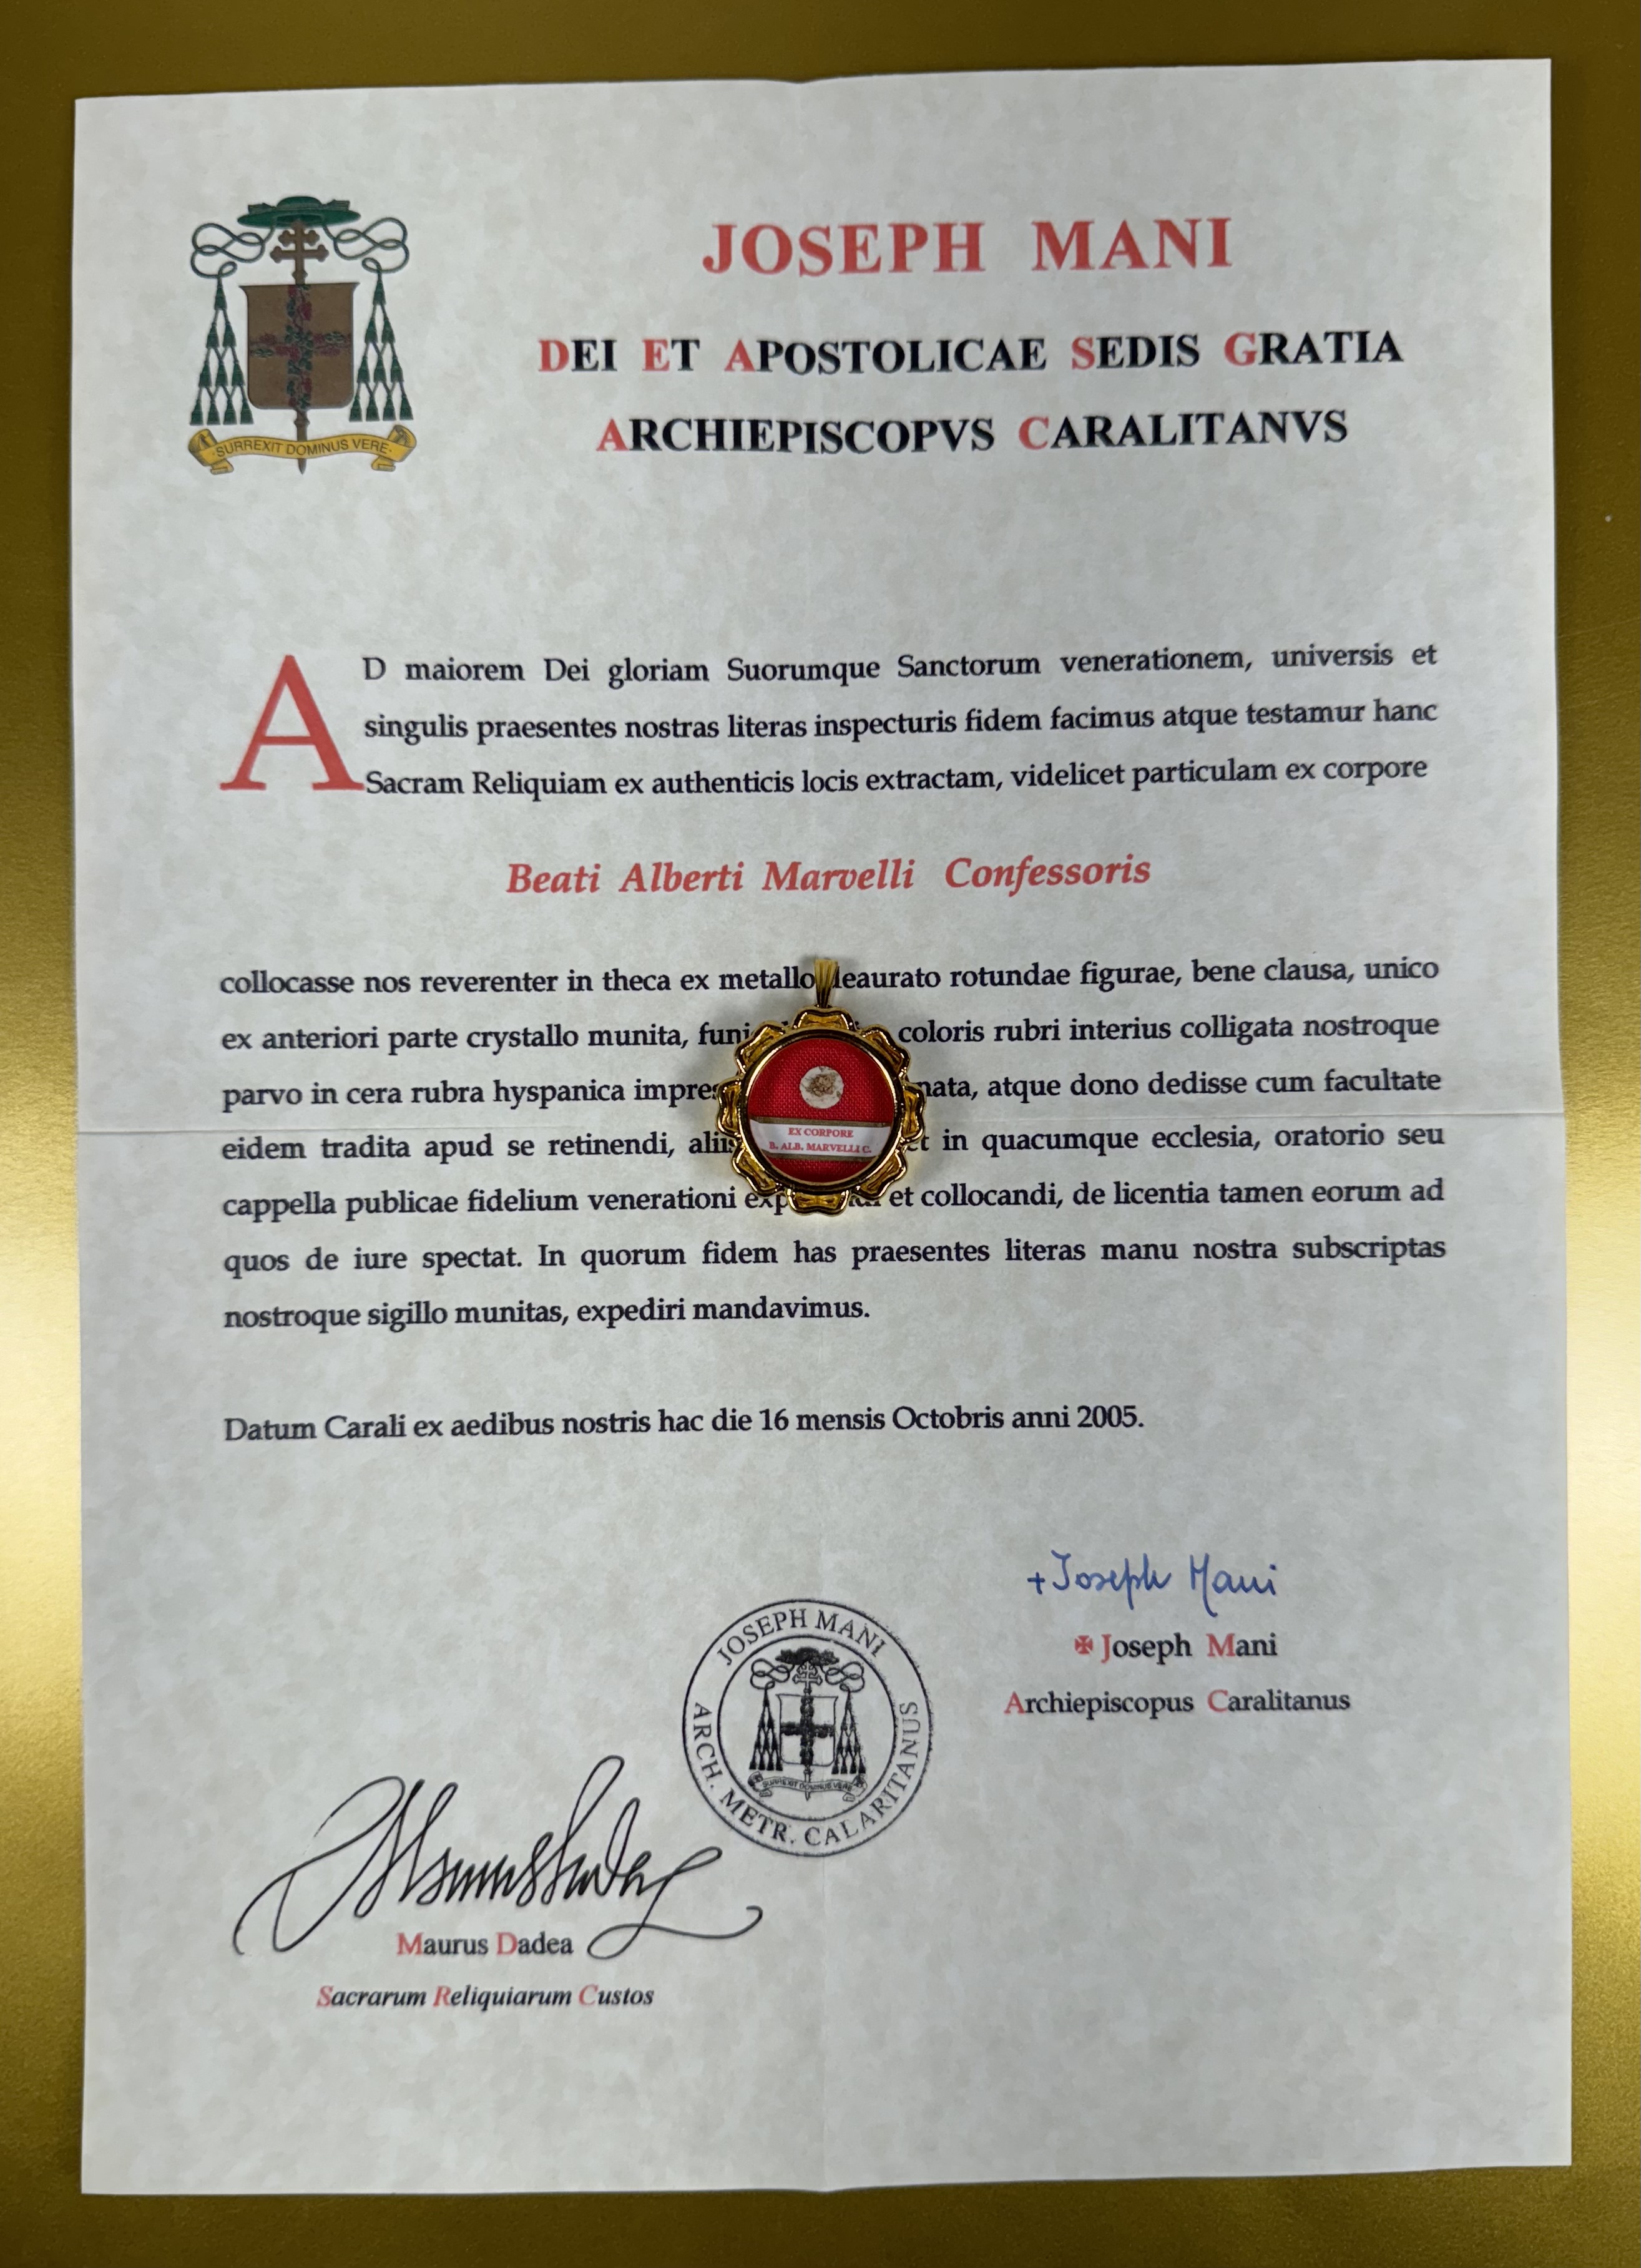 JOSEPH MANI
DEI ET APOSTOLICAE SEDIS GRATIA
ARCHIEPISCOPVS CARALITANVS
·SURREXIT DOMINUS VERE·
AD maiorem Dei gloriam Suorumque Sanctorum venerationem, universis et
singulis praesentes nostras literas inspecturis fidem facimus atque testamur hanc
Sacram Reliquiam ex authenticis locis extractam, videlicet particulam ex corpore
Beati Alberti Marvelli Confessoris
collocasse nos reverenter in theca ex metallo eaurato rotundae figurae, bene clausa, unico
ex anteriori parte crystallo munita, coloris rubri interius colligata nostroque
parvo in cera rubra hyspanica atque dono dedisse cum facultate
eidem tradita apud se retinendi, in quacumque ecclesia, oratorio seu
cappella publicae fidelium venerationi et collocandi, de licentia tamen eorum ad
quos de iure spectat. In quorum fidem has praesentes literas manu nostra subscriptas
nostroque sigillo munitas, expediri mandavimus.
EX CORPORE
B. ALB. MARVELLI C.
Datum Carali ex aedibus nostris hac die 16 mensis Octobris anni 2005.
+Joseph Mani
✠ Joseph Mani
Archiepiscopus Caralitanus
JOSEPH MANI
ARCH. METR. CALARITANUS
SURREXIT DOMINUS VERE
Maurus Dadea
Sacrarum Reliquiarum Custos